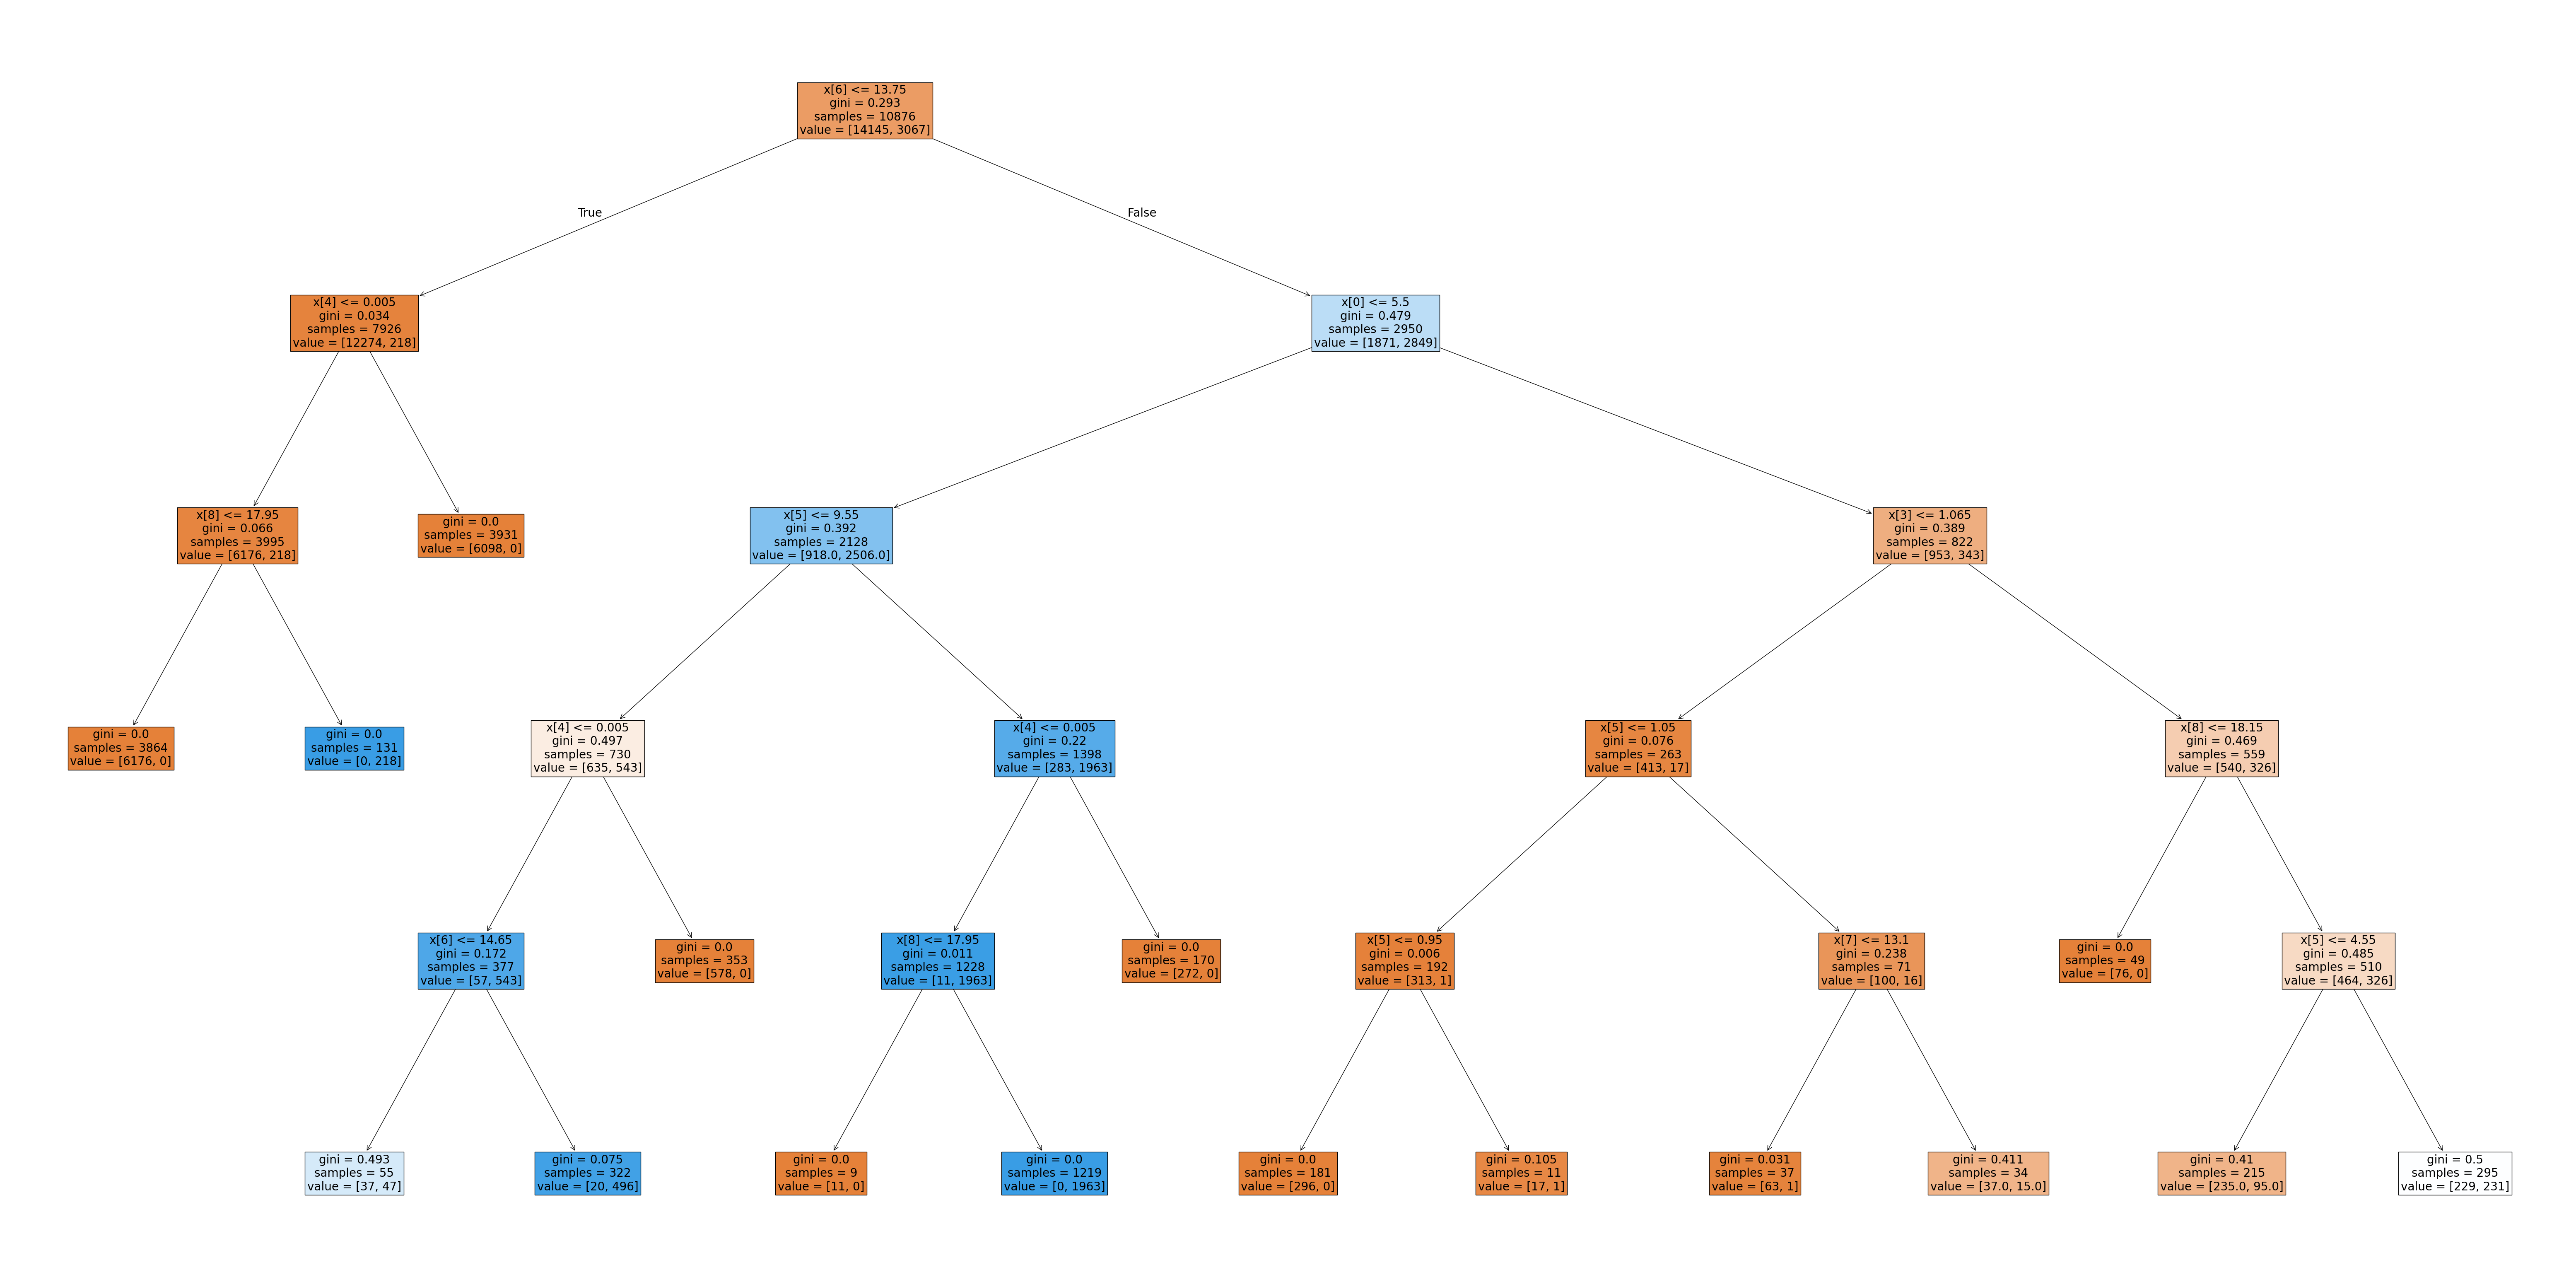 x[6] <= 13.75
gini = 0.293
samples = 10876
value = [14145, 3067]
True
False
x[4] <= 0.005
gini = 0.034
samples = 7926
value = [12274, 218]
x[0] <= 5.5
gini = 0.479
samples = 2950
value = [1871, 2849]
x[8] <= 17.95
gini = 0.066
samples = 3995
value = [6176, 218]
gini = 0.0
samples = 3931
value = [6098, 0]
x[5] <= 9.55
gini = 0.392
samples = 2128
value = [918.0, 2506.0]
x[3] <= 1.065
gini = 0.389
samples = 822
value = [953, 343]
gini = 0.0
samples = 3864
value = [6176, 0]
gini = 0.0
samples = 131
value = [0, 218]
x[4] <= 0.005
gini = 0.497
samples = 730
value = [635, 543]
x[4] <= 0.005
gini = 0.22
samples = 1398
value = [283, 1963]
x[5] <= 1.05
gini = 0.076
samples = 263
value = [413, 17]
x[8] <= 18.15
gini = 0.469
samples = 559
value = [540, 326]
x[6] <= 14.65
gini = 0.172
samples = 377
value = [57, 543]
gini = 0.0
samples = 353
value = [578, 0]
x[8] <= 17.95
gini = 0.011
samples = 1228
value = [11, 1963]
gini = 0.0
samples = 170
value = [272, 0]
x[5] <= 0.95
gini = 0.006
samples = 192
value = [313, 1]
x[7] <= 13.1
gini = 0.238
samples = 71
value = [100, 16]
gini = 0.0
samples = 49
value = [76, 0]
x[5] <= 4.55
gini = 0.485
samples = 510
value = [464, 326]
gini = 0.493
samples = 55
value = [37, 47]
gini = 0.075
samples = 322
value = [20, 496]
gini = 0.0
samples = 9
value = [11, 0]
gini = 0.0
samples = 1219
value = [0, 1963]
gini = 0.0
samples = 181
value = [296, 0]
gini = 0.105
samples = 11
value = [17, 1]
gini = 0.031
samples = 37
value = [63, 1]
gini = 0.411
samples = 34
value = [37.0, 15.0]
gini = 0.41
samples = 215
value = [235.0, 95.0]
gini = 0.5
samples = 295
value = [229, 231]